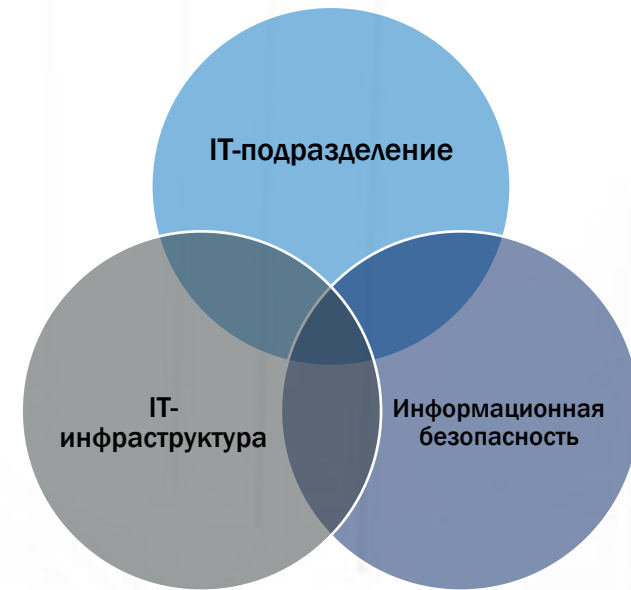 IT-подразделение
IT-
инфраструктура
Информационная
безопасность